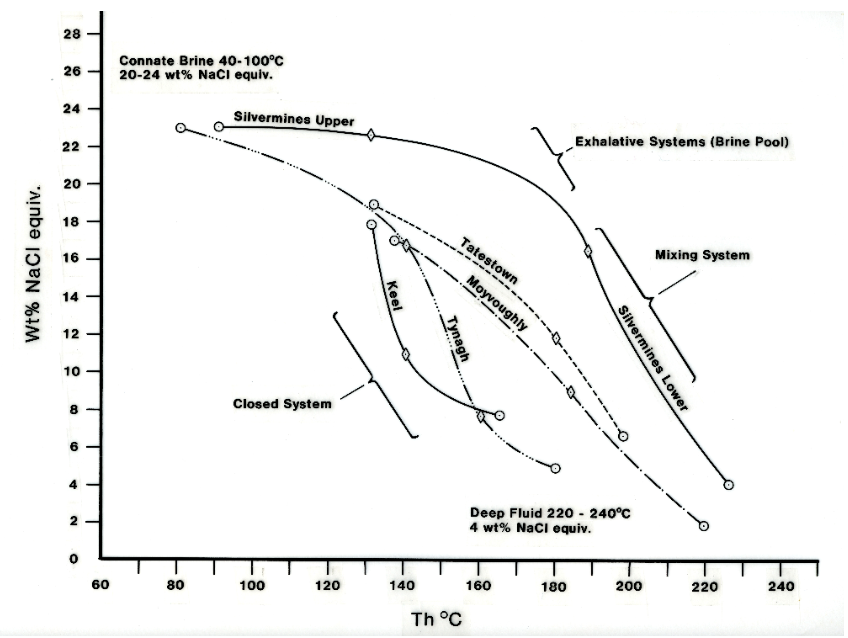 28
26
24
22
20
18
16
14
12
10
8
6
4
2
0
Wt% NaCl equiv.
Connate Brine 40-100°C
20-24 wt% NaCl equiv.
Silvermines Upper
Exhalative Systems (Brine Pool)
Mixing System
Tatestown
Moyvoughly
Keel
Tynagh
Silvermines Lower
Closed System
Deep Fluid 220 - 240°C
4 wt% NaCl equiv.
60 80 100 120 140 160 180 200 220 240
Th °C